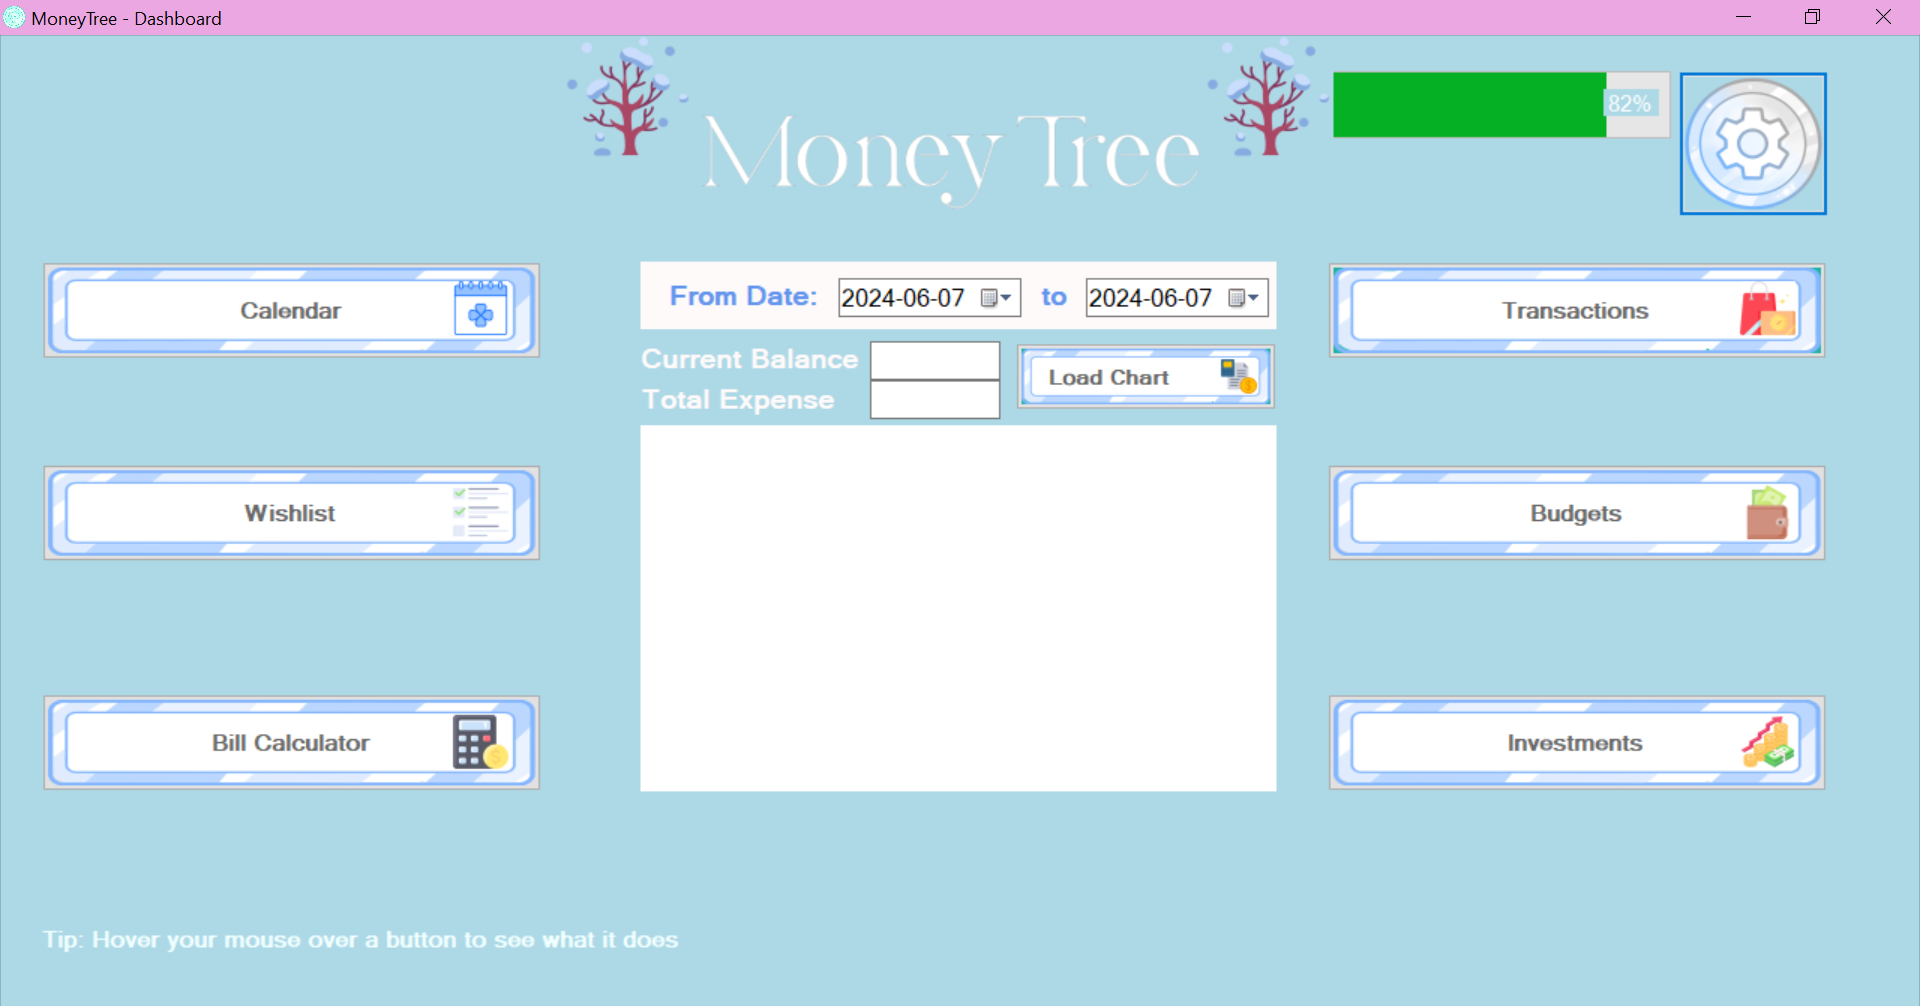 MoneyTree - Dashboard
Money Tree
82%
Calendar
From Date: 2024-06-07 to 2024-06-07
Transactions
Current Balance
Total Expense
Load Chart
Wishlist
Budgets
Bill Calculator
Investments
Tip: Hover your mouse over a button to see what it does